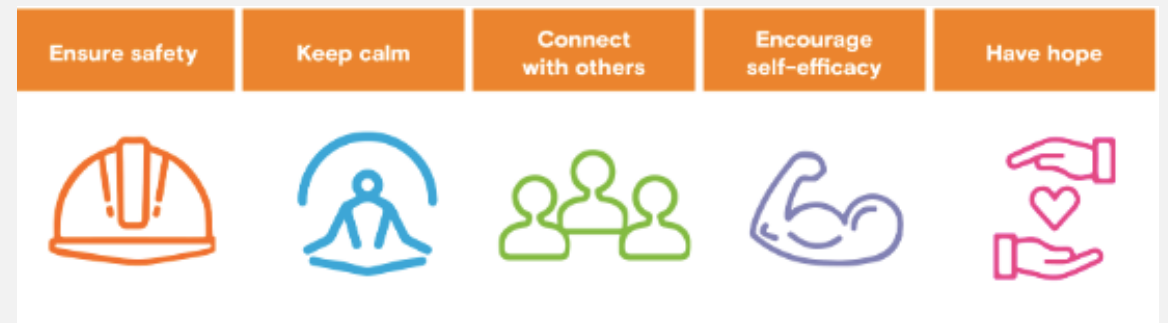 Ensure safety
Keep calm
Connect
with others
Encourage
self-efficacy
Have hope